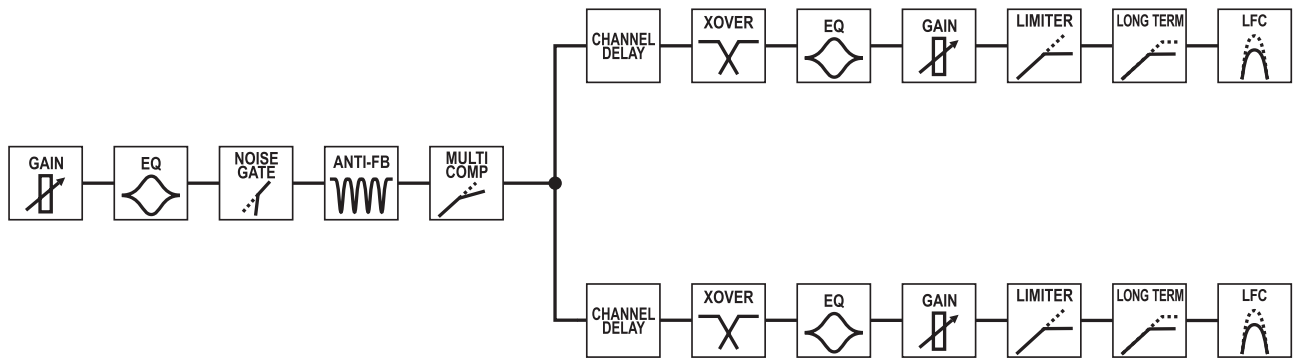 CHANNEL
DELAY
XOVER
EQ
GAIN
LIMITER
LONG TERM
LFC
GAIN
EQ
NOISE
GATE
ANTI-FB
MULTI
COMP
CHANNEL
DELAY
XOVER
EQ
GAIN
LIMITER
LONG TERM
LFC